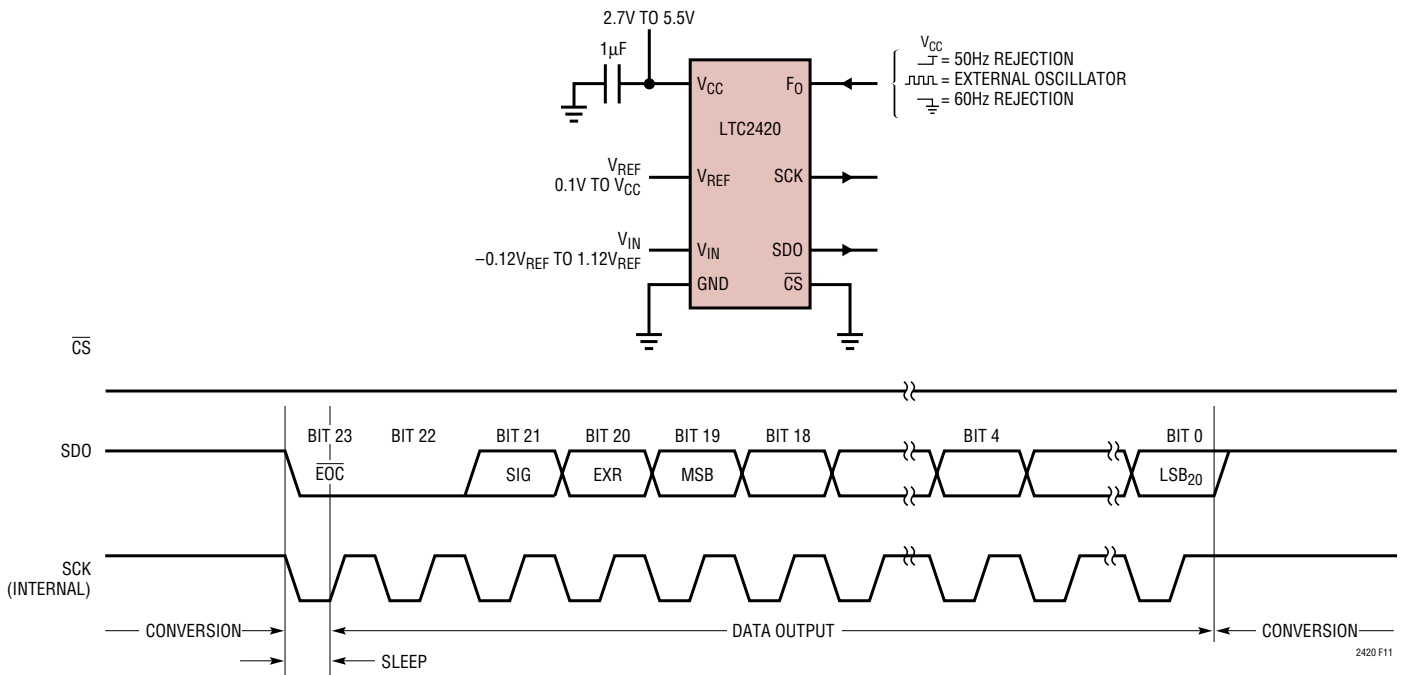 2.7V TO 5.5V
1µF
VCC
FO
LTC2420
VREF
0.1V TO VCC
VREF
SCK
VIN
–0.12VREF TO 1.12VREF
VIN
SDO
GND
CS
VCC
= 50Hz REJECTION
= EXTERNAL OSCILLATOR
= 60Hz REJECTION
CS
SDO
BIT 23
BIT 22
BIT 21
BIT 20
BIT 19
BIT 18
BIT 4
BIT 0
EOC
SIG
EXR
MSB
LSB20
SCK
(INTERNAL)
CONVERSION
DATA OUTPUT
CONVERSION
SLEEP
2420 F11